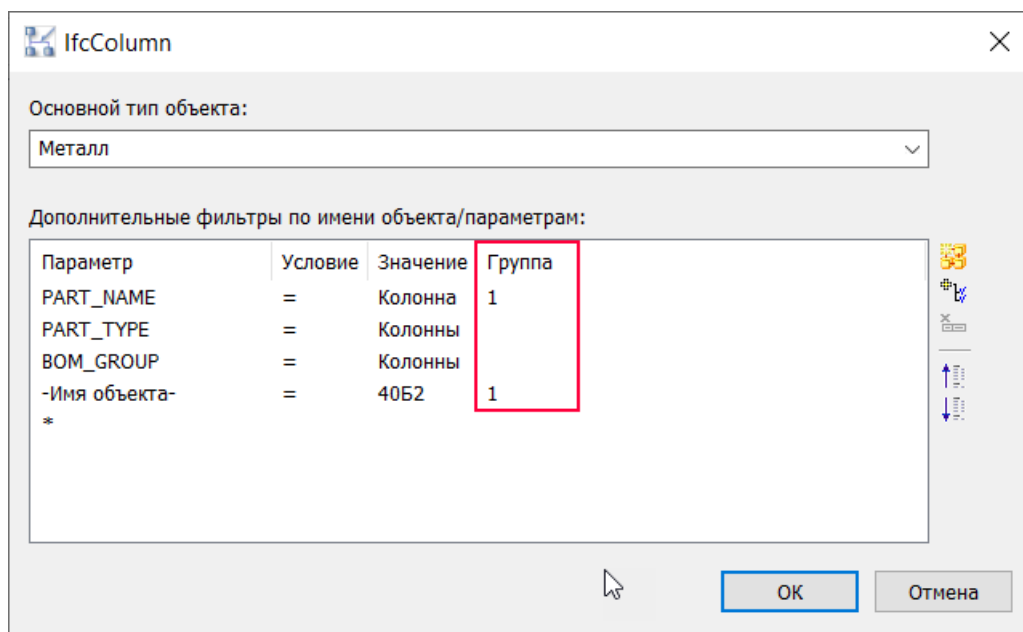 IfcColumn
Основной тип объекта:
Металл
Дополнительные фильтры по имени объекта/параметрам:
Параметр Условие Значение Группа
PART_NAME = Колонна 1
PART_TYPE = Колонны
BOM_GROUP = Колонны
-Имя объекта- = 40Б2 1
*
ОК Отмена